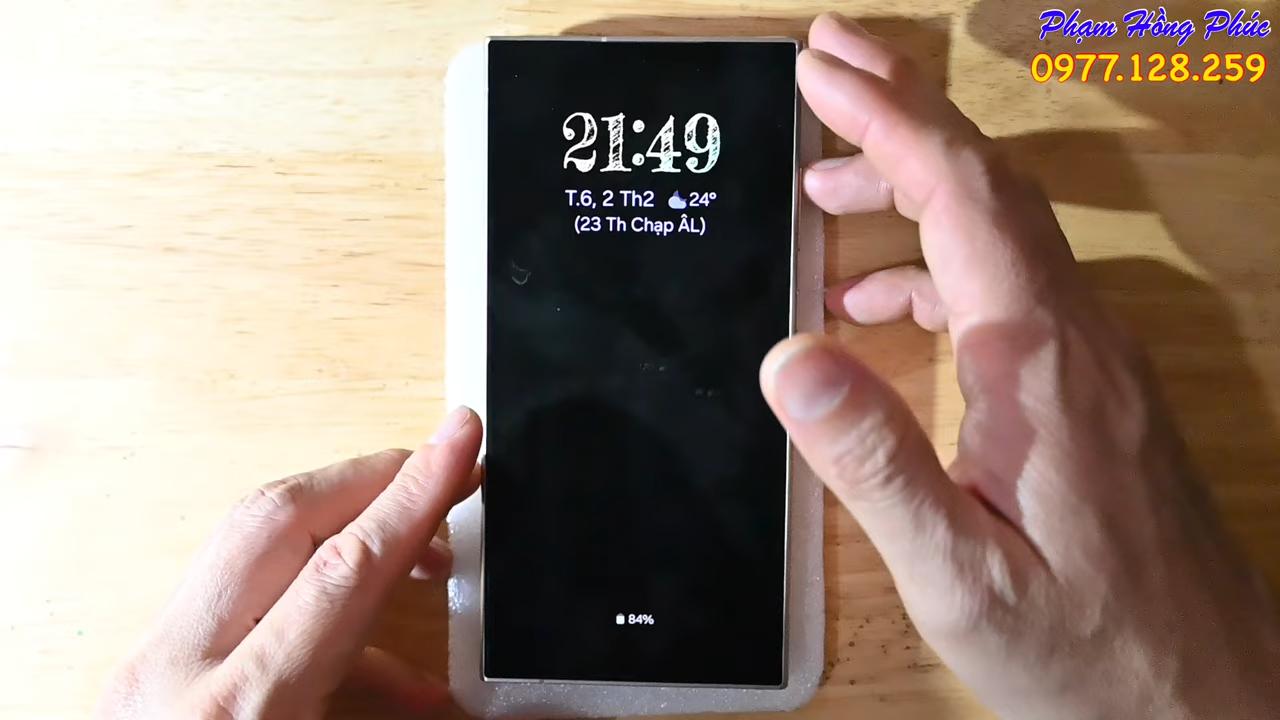 Phạm Hồng Phúc
0977.128.259
21:49
T.6, 2 Th2 24°
(23 Th Chạp ÂL)
84%